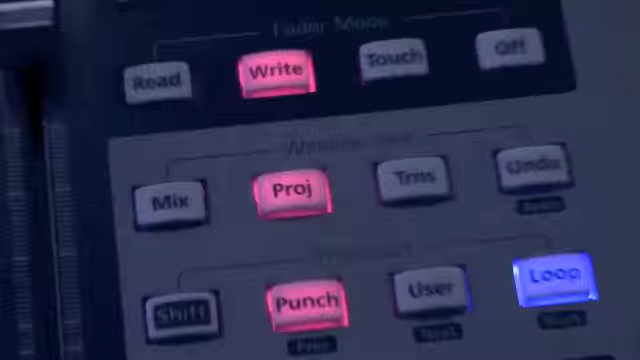 Fader Mode
Read Write Touch Off
Mix Proj Trns Undo
Shift Punch User Loop